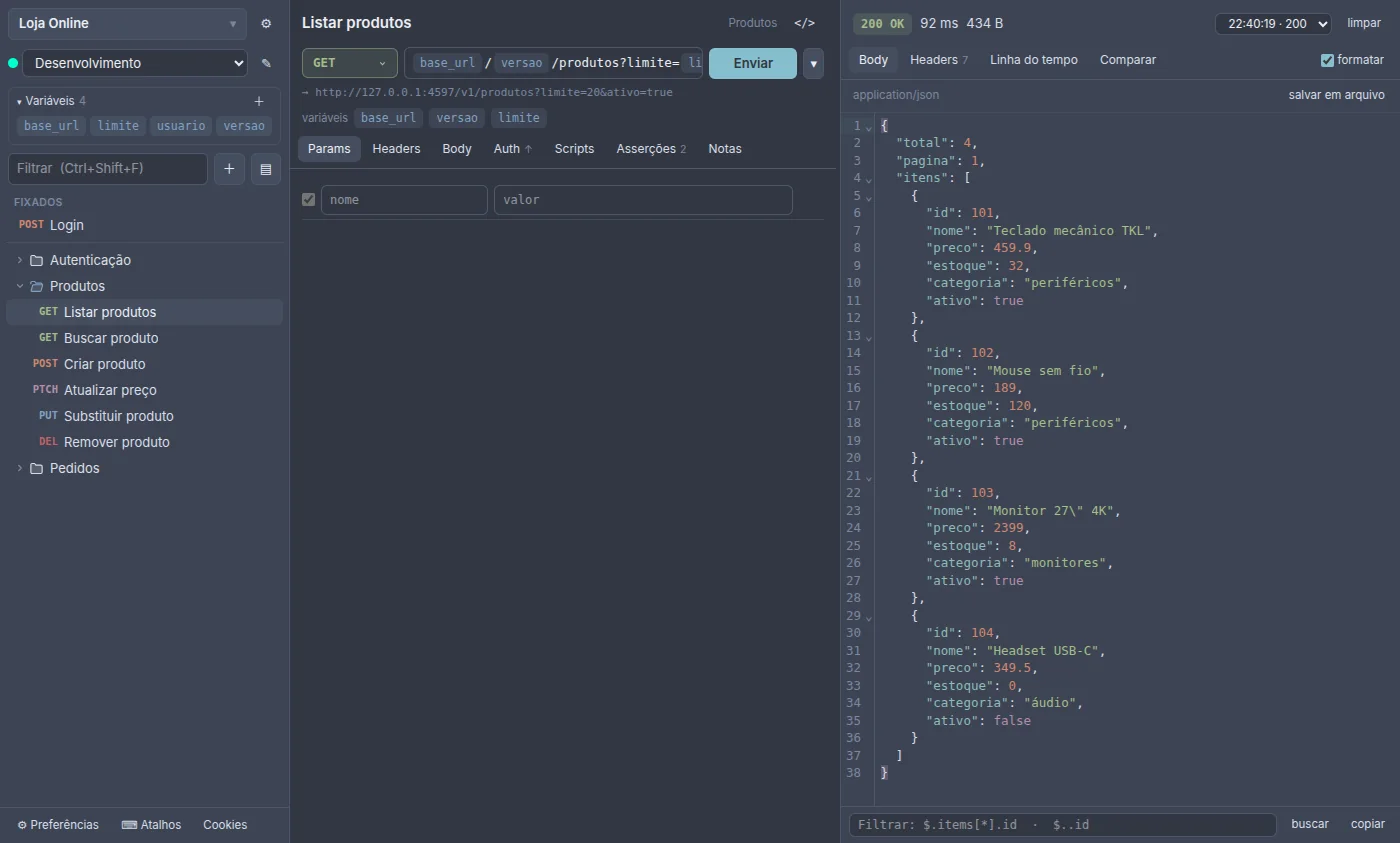 Loja Online
Desenvolvimento
Variáveis 4 +
base_url limite usuario versao
Filtrar (Ctrl+Shift+F) +
FIXADOS
POST Login
Autenticação
Produtos
GET Listar produtos
GET Buscar produto
POST Criar produto
PTCH Atualizar preço
PUT Substituir produto
DEL Remover produto
Pedidos
Preferências Atalhos Cookies
Listar produtos Produtos </>
GET base_url / versao /produtos?limite= li Enviar
→ http://127.0.0.1:4597/v1/produtos?limite=20&ativo=true
variáveis base_url versao limite
Params Headers Body Auth ↑ Scripts Asserções 2 Notas
nome valor
200 OK 92 ms 434 B 22:40:19 · 200 limpar
Body Headers 7 Linha do tempo Comparar formatar
application/json salvar em arquivo
1 {
2 "total": 4,
3 "pagina": 1,
4 "itens": [
5 {
6 "id": 101,
7 "nome": "Teclado mecânico TKL",
8 "preco": 459.9,
9 "estoque": 32,
10 "categoria": "periféricos",
11 "ativo": true
12 },
13 {
14 "id": 102,
15 "nome": "Mouse sem fio",
16 "preco": 189,
17 "estoque": 120,
18 "categoria": "periféricos",
19 "ativo": true
20 },
21 {
22 "id": 103,
23 "nome": "Monitor 27\" 4K",
24 "preco": 2399,
25 "estoque": 8,
26 "categoria": "monitores",
27 "ativo": true
28 },
29 {
30 "id": 104,
31 "nome": "Headset USB-C",
32 "preco": 349.5,
33 "estoque": 0,
34 "categoria": "áudio",
35 "ativo": false
36 }
37 ]
38 }
Filtrar: $.items[*].id · $..id buscar copiar